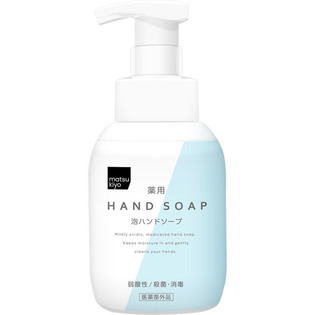 matsu
kiyo
薬用
HAND SOAP
泡ハンドソープ
Mildly acidic, medicated hand soap.
Keeps moisture in and gently
cleans your hands.
弱酸性/殺菌・消毒
医薬部外品